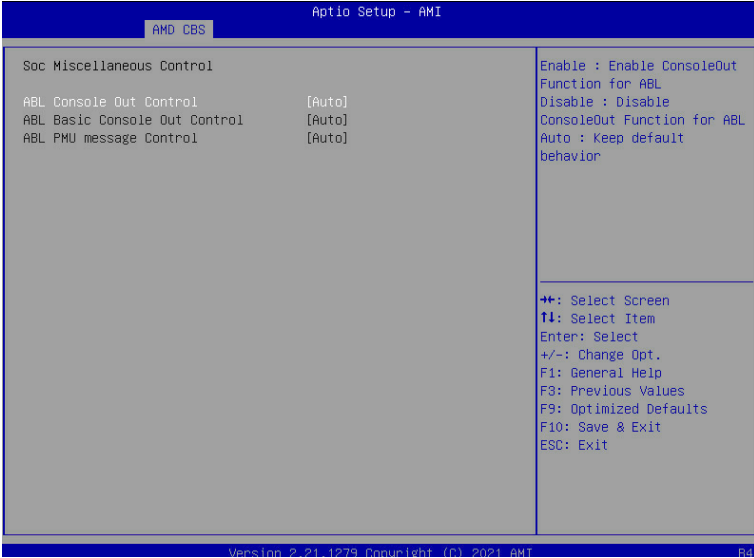 Aptio Setup – AMI
AMD CBS
Soc Miscellaneous Control
ABL Console Out Control [Auto]
ABL Basic Console Out Control [Auto]
ABL PMU message Control [Auto]
Enable : Enable ConsoleOut
Function for ABL
Disable : Disable
ConsoleOut Function for ABL
Auto : Keep default
behavior
→←: Select Screen
↑↓: Select Item
Enter: Select
+/-: Change Opt.
F1: General Help
F3: Previous Values
F9: Optimized Defaults
F10: Save & Exit
ESC: Exit
Version 2.21.1279 Copyright (C) 2021 AMI